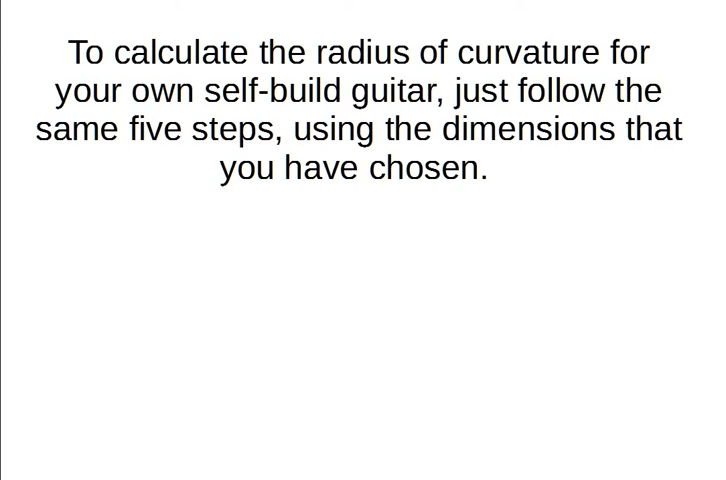 To calculate the radius of curvature for
your own self-build guitar, just follow the
same five steps, using the dimensions that
you have chosen.